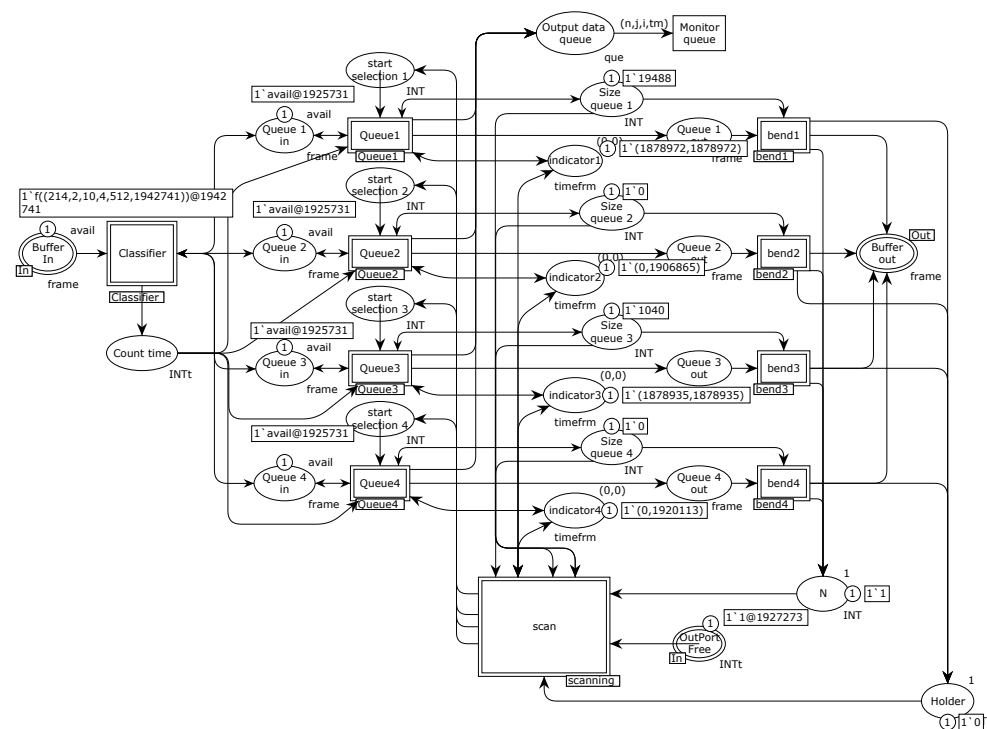 Output data
queue
(n,j,i,tm)
Monitor
queue
que
start
selection 1
INT
1`avail@1925731
1
avail
Queue 1
in
frame
Queue1
Queue1
1
1`19488
Size
queue 1
INT
Queue 1
frame
(0,0)
1
1`(1878972,1878972)
indicator1
timefrm
bend1
bend1
1`f((214,2,10,4,512,1942741))@1942
741
1
avail
Buffer
In
In
frame
Classifier
Classifier
Count time
INTt
start
selection 2
INT
1`avail@1925731
1
avail
Queue 2
in
frame
Queue2
Queue2
1
1`0
Size
queue 2
INT
Queue 2
out
frame
(0,0)
1
1`(0,1906865)
indicator2
timefrm
bend2
bend2
Out
Buffer
out
frame
start
selection 3
INT
1`avail@1925731
1
avail
Queue 3
in
frame
Queue3
Queue3
1
1`1040
Size
queue 3
INT
Queue 3
out
(0,0)
1
1`(1878935,1878935)
indicator3
timefrm
bend3
bend3
start
selection 4
INT
1`avail@1925731
1
avail
Queue 4
in
frame
Queue4
Queue4
1
1`0
Size
queue 4
INT
Queue 4
out
frame
(0,0)
1
1`(0,1920113)
indicator4
timefrm
bend4
bend4
scan
scanning
1
N
1
1`1
INT
1
1`1@1927273
OutPort
Free
In
INTt
1
Holder
1
1`0